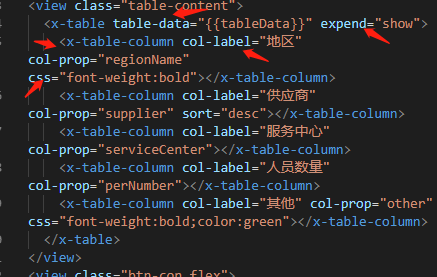 <view class="table-content">
<x-table table-data="{{tableData}}" expend="show">
<x-table-column col-label="地区"
col-prop="regionName"
css="font-weight:bold"></x-table-column>
<x-table-column col-label="供应商"
col-prop="supplier" sort="desc"></x-table-column>
<x-table-column col-label="服务中心"
col-prop="serviceCenter"></x-table-column>
<x-table-column col-label="人员数量"
col-prop="perNumber"></x-table-column>
<x-table-column col-label="其他" col-prop="other"
css="font-weight:bold;color:green"></x-table-column>
</x-table>
</view>
<view class="btn-con flex">